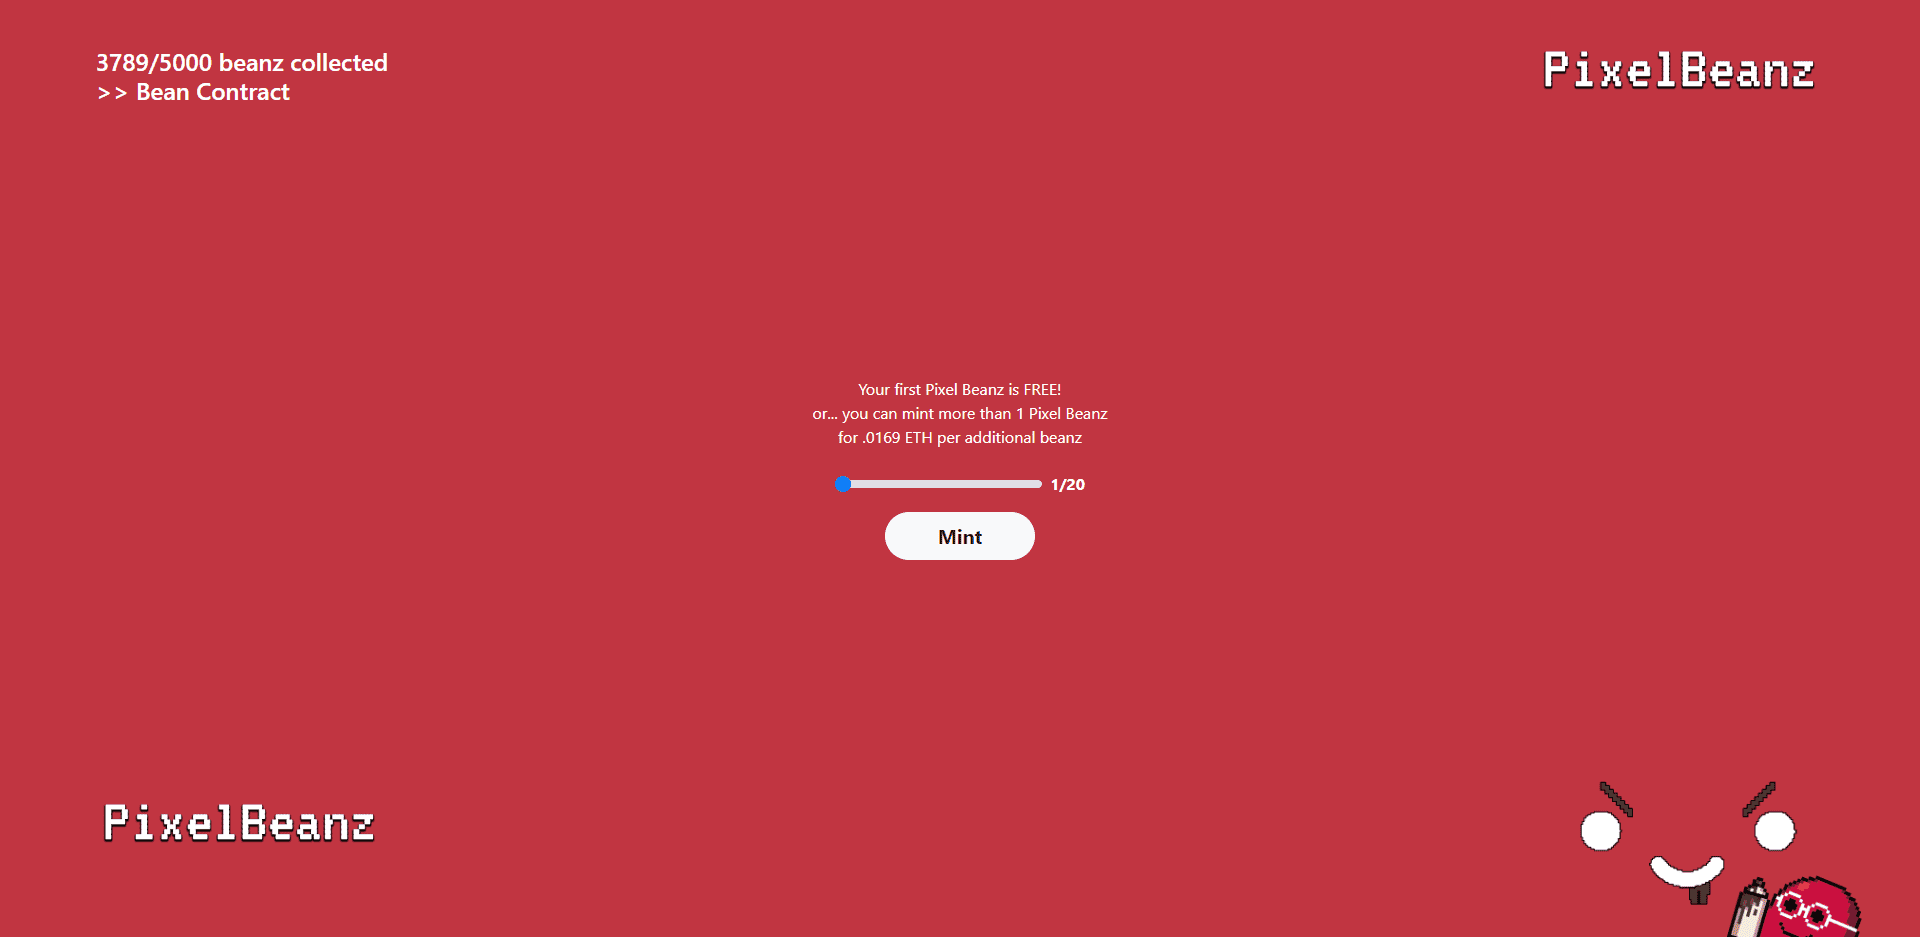 3789/5000 beanz collected
>> Bean Contract
PixelBeanz
Your first Pixel Beanz is FREE!
or... you can mint more than 1 Pixel Beanz
for .0169 ETH per additional beanz
1/20
Mint
PixelBeanz